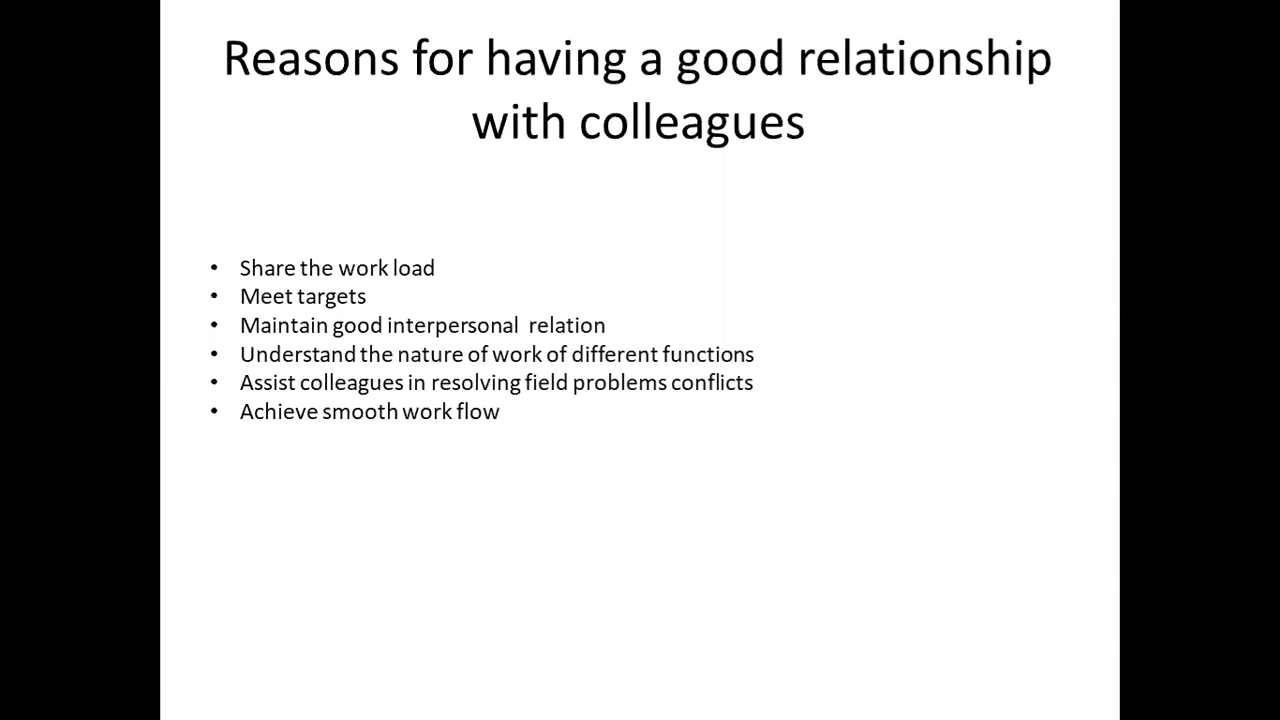 Reasons for having a good relationship
with colleagues
• Share the work load
• Meet targets
• Maintain good interpersonal  relation
• Understand the nature of work of different functions
• Assist colleagues in resolving field problems conflicts
• Achieve smooth work flow